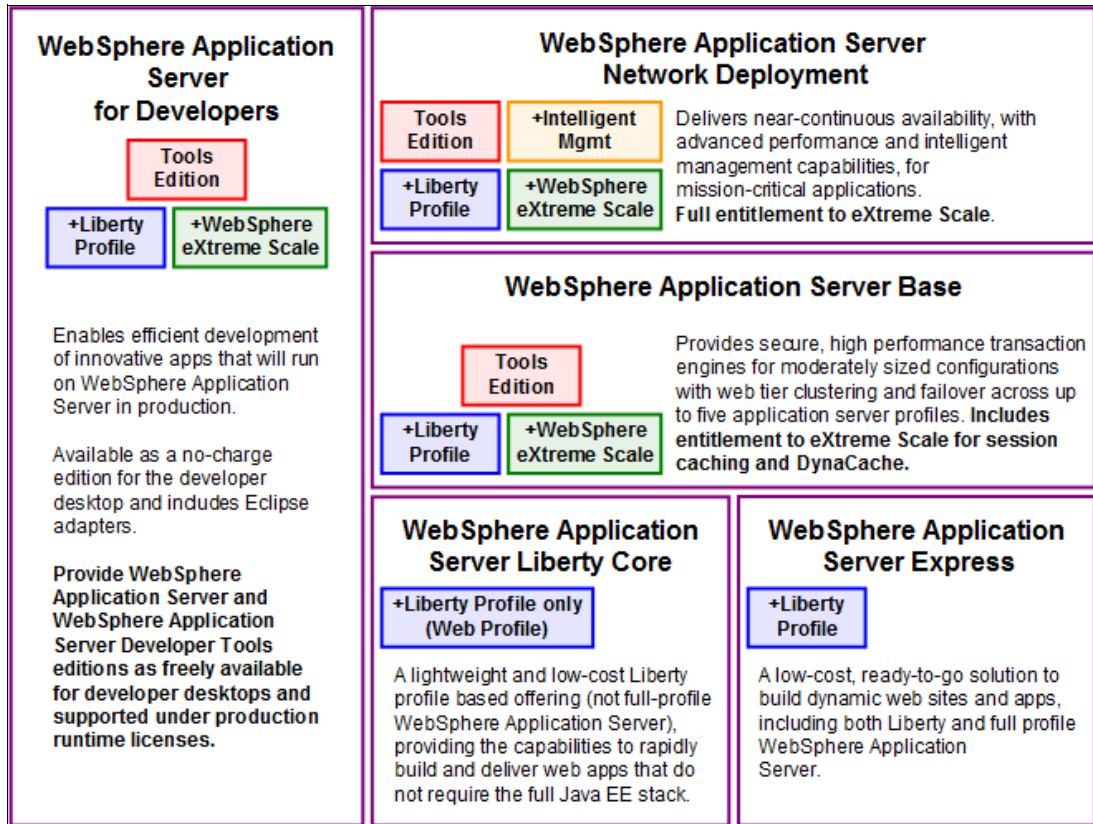 WebSphere Application
Server
for Developers
Tools
Edition
+Liberty
Profile
+WebSphere
eXtreme Scale
Enables efficient development
of innovative apps that will run
on WebSphere Application
Server in production.
Available as a no-charge
edition for the developer
desktop and includes Eclipse
adapters.
Provide WebSphere
Application Server and
WebSphere Application
Server Developer Tools
editions as freely available
for developer desktops and
supported under production
runtime licenses.
WebSphere Application Server
Network Deployment
Tools
Edition
+Intelligent
Mgmt
+Liberty
Profile
+WebSphere
eXtreme Scale
Delivers near-continuous availability, with
advanced performance and intelligent
management capabilities, for
mission-critical applications.
Full entitlement to eXtreme Scale.
WebSphere Application Server Base
Tools
Edition
+Liberty
Profile
+WebSphere
eXtreme Scale
Provides secure, high performance transaction
engines for moderately sized configurations
with web tier clustering and failover across up
to five application server profiles. Includes
entitlement to eXtreme Scale for session
caching and DynaCache.
WebSphere Application
Server Liberty Core
+Liberty Profile only
(Web Profile)
A lightweight and low-cost Liberty
profile based offering (not full-profile
WebSphere Application Server),
providing the capabilities to rapidly
build and deliver web apps that do
not require the full Java EE stack.
WebSphere Application
Server Express
+Liberty
Profile
A low-cost, ready-to-go solution to
build dynamic web sites and apps,
including both Liberty and full profile
WebSphere Application
Server.